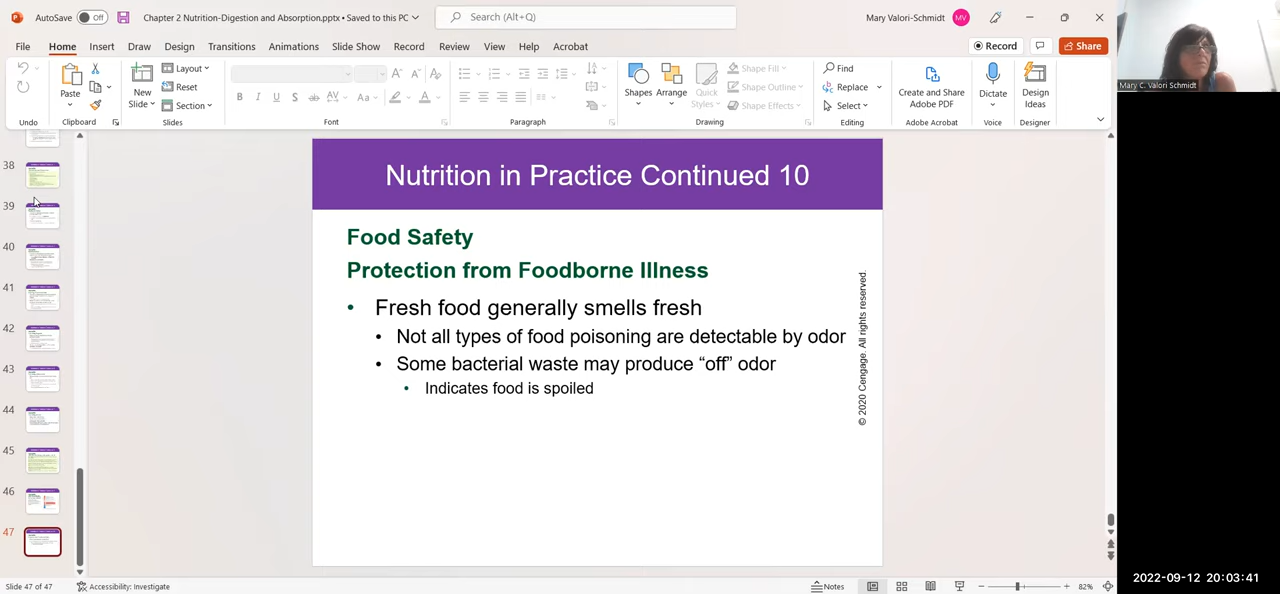 AutoSave Off Chapter 2 Nutrition-Digestion and Absorption.pptx • Saved to this PC Search (Alt+Q) Mary Valori-Schmidt MV
File Home Insert Draw Design Transitions Animations Slide Show Record Review View Help Acrobat Record Share
Paste New Slide Layout Reset Section B I U S ab AV Aa A Shapes Arrange Quick Styles Shape Fill Shape Outline Shape Effects Find Replace Select Create and Share Adobe PDF Dictate Design Ideas
Undo Clipboard Slides Font Paragraph Drawing Editing Adobe Acrobat Voice Designer
Mary C. Valori Schmidt
38
39
40
41
42
43
44
45
46
47
Nutrition in Practice Continued 10
Food Safety
Protection from Foodborne Illness
• Fresh food generally smells fresh
• Not all types of food poisoning are detectable by odor
• Some bacterial waste may produce “off” odor
• Indicates food is spoiled
© 2020 Cengage. All rights reserved.
Slide 47 of 47 Accessibility: Investigate Notes 82%
2022-09-12 20:03:41